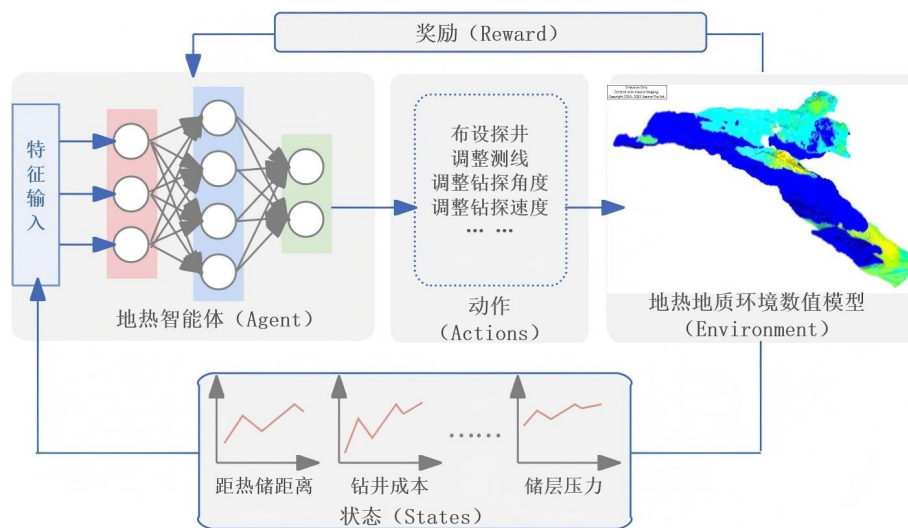 奖励（Reward）
特征输入
布设探井
调整测线
调整钻探角度
调整钻探速度
… …
地热智能体（Agent）
动作
（Actions）
地热地质环境数值模型
（Environment）
……
距热储距离
钻井成本
储层压力
状态（States）